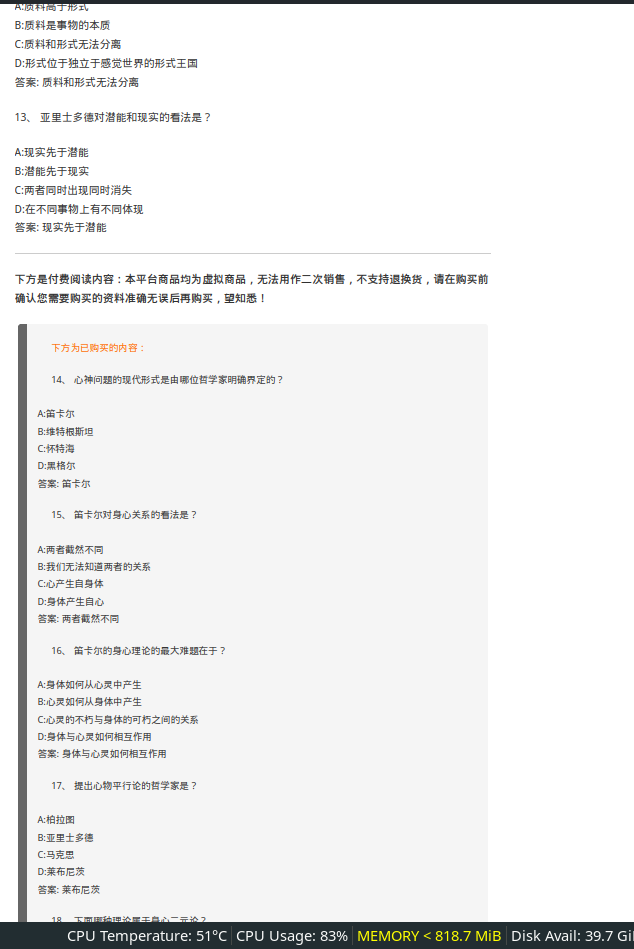 A:质料高于形式
B:质料是事物的本质
C:质料和形式无法分离
D:形式位于独立于感觉世界的形式王国
答案: 质料和形式无法分离
13、 亚里士多德对潜能和现实的看法是？
A:现实先于潜能
B:潜能先于现实
C:两者同时出现同时消失
D:在不同事物上有不同体现
答案: 现实先于潜能
下方是付费阅读内容：本平台商品均为虚拟商品，无法用作二次销售，不支持退换货，请在购买前
确认您需要购买的资料准确无误后再购买，望知悉！
下方为已购买的内容：
14、 心神问题的现代形式是由哪位哲学家明确界定的？
A:笛卡尔
B:维特根斯坦
C:怀特海
D:黑格尔
答案: 笛卡尔
15、 笛卡尔对身心关系的看法是？
A:两者截然不同
B:我们无法知道两者的关系
C:心产生自身体
D:身体产生自心
答案: 两者截然不同
16、 笛卡尔的身心理论的最大难题在于？
A:身体如何从心灵中产生
B:心灵如何从身体中产生
C:心灵的不朽与身体的可朽之间的关系
D:身体与心灵如何相互作用
答案: 身体与心灵如何相互作用
17、 提出心物平行论的哲学家是？
A:柏拉图
B:亚里士多德
C:马克思
D:莱布尼茨
答案: 莱布尼茨
18、 下面哪种理论属于身心二元论？
CPU Temperature: 51°C CPU Usage: 83% MEMORY < 818.7 MiB Disk Avail: 39.7 Gi